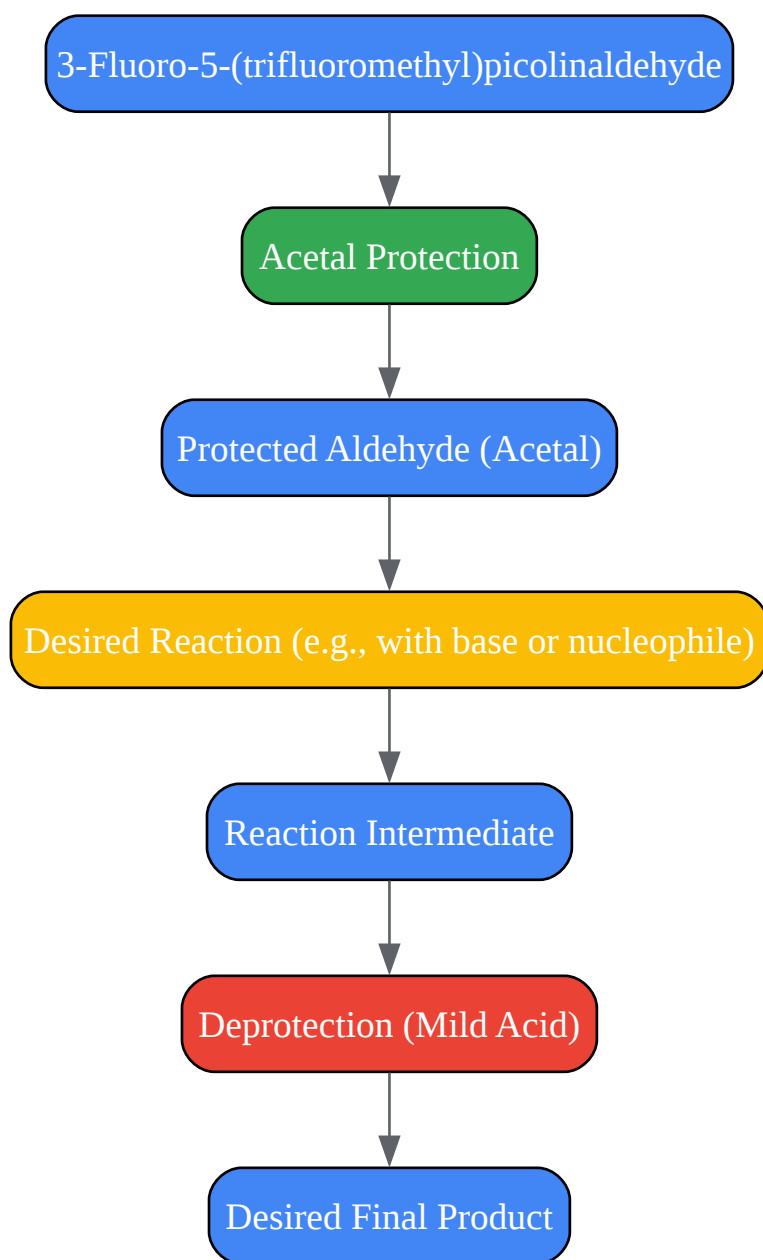 3-Fluoro-5-(trifluoromethyl)picolinaldehyde
Acetal Protection
Protected Aldehyde (Acetal)
Desired Reaction (e.g., with base or nucleophile)
Reaction Intermediate
Deprotection (Mild Acid)
Desired Final Product